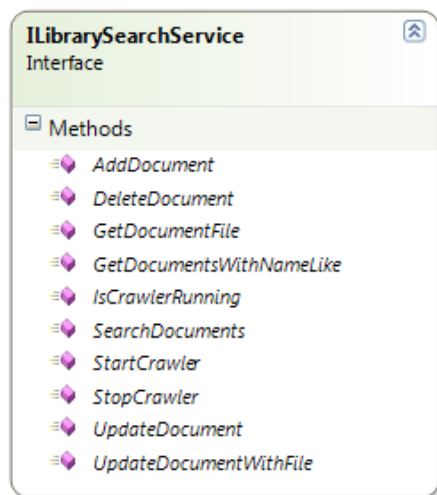 ILibrarySearchService
Interface
Methods
AddDocument
DeleteDocument
GetDocumentFile
GetDocumentsWithNameLike
IsCrawlerRunning
SearchDocuments
StartCrawler
StopCrawler
UpdateDocument
UpdateDocumentWithFile